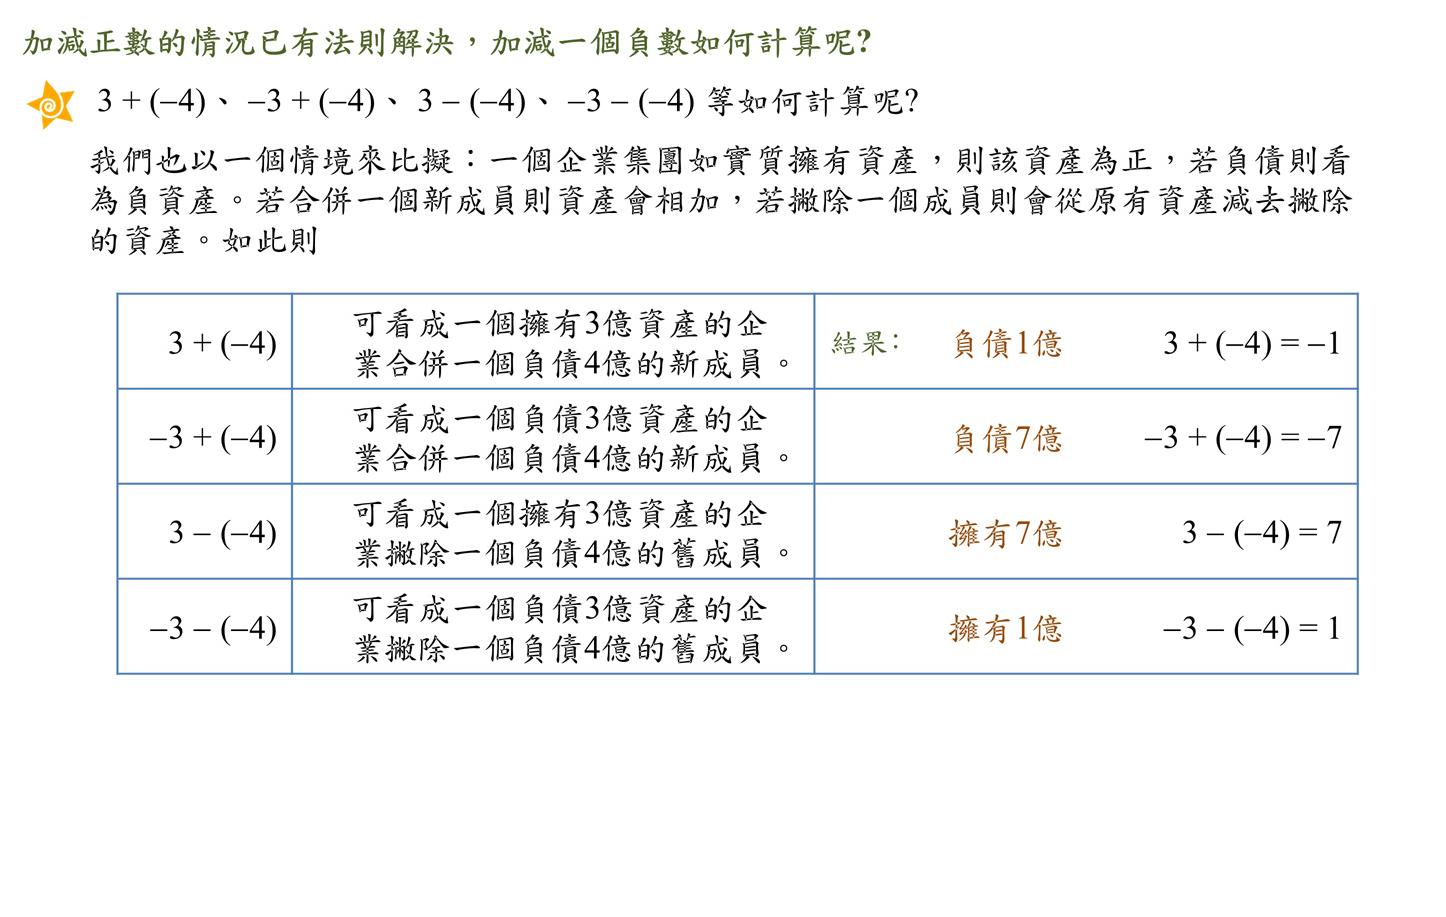 加減正數的情況已有法則解決，加減一個負數如何計算呢?
3 + (–4)、 –3 + (–4)、 3 – (–4)、 –3 – (–4) 等如何計算呢?
我們也以一個情境來比擬：一個企業集團如實質擁有資產，則該資產為正，若負債則看
為負資產。若合併一個新成員則資產會相加，若撇除一個成員則會從原有資產減去撇除
的資產。如此則
3 + (–4)
可看成一個擁有3億資產的企
業合併一個負債4億的新成員。
結果: 負債1億 3 + (–4) = –1
–3 + (–4)
可看成一個負債3億資產的企
業合併一個負債4億的新成員。
負債7億 –3 + (–4) = –7
3 – (–4)
可看成一個擁有3億資產的企
業撇除一個負債4億的舊成員。
擁有7億 3 – (–4) = 7
–3 – (–4)
可看成一個負債3億資產的企
業撇除一個負債4億的舊成員。
擁有1億 –3 – (–4) = 1